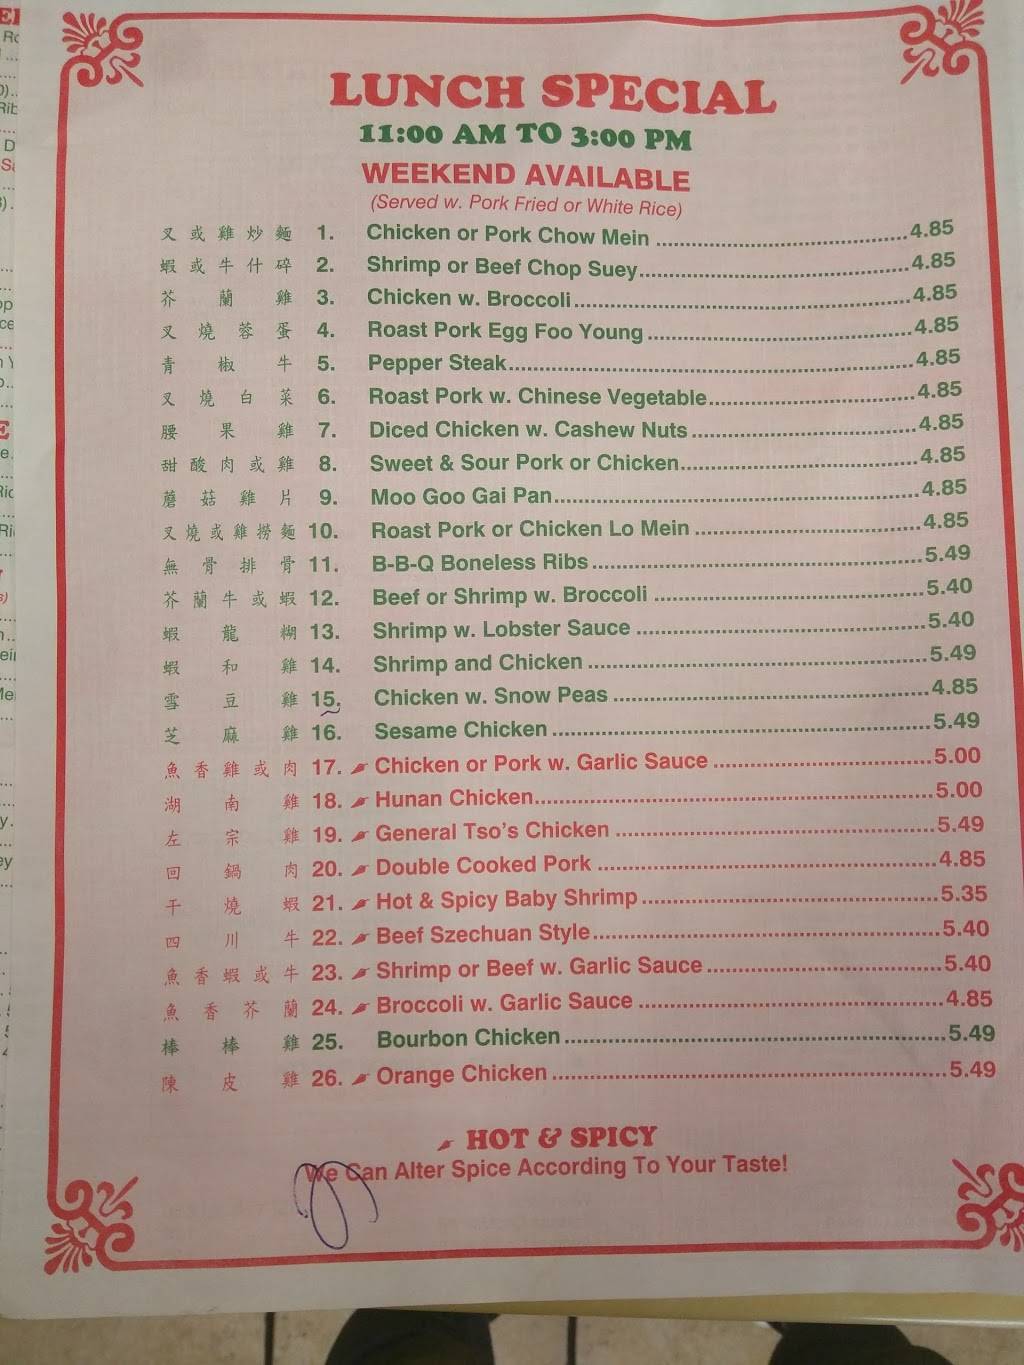 LUNCH SPECIAL
11:00 AM TO 3:00 PM
WEEKEND AVAILABLE
(Served w. Pork Fried or White Rice)
叉或雞炒麵 1. Chicken or Pork Chow Mein 4.85
蝦或牛什碎 2. Shrimp or Beef Chop Suey 4.85
芥蘭雞 3. Chicken w. Broccoli 4.85
叉燒蓉蛋 4. Roast Pork Egg Foo Young 4.85
青椒牛 5. Pepper Steak 4.85
叉燒白菜 6. Roast Pork w. Chinese Vegetable 4.85
腰果雞 7. Diced Chicken w. Cashew Nuts 4.85
甜酸肉或雞 8. Sweet & Sour Pork or Chicken 4.85
蘑菇雞片 9. Moo Goo Gai Pan 4.85
叉燒或雞撈麵 10. Roast Pork or Chicken Lo Mein 4.85
無骨排骨 11. B-B-Q Boneless Ribs 5.49
芥蘭牛或蝦 12. Beef or Shrimp w. Broccoli 5.40
蝦龍糊 13. Shrimp w. Lobster Sauce 5.40
蝦和雞 14. Shrimp and Chicken 5.49
雪豆雞 15. Chicken w. Snow Peas 4.85
芝麻雞 16. Sesame Chicken 5.49
魚香雞或肉 17. Chicken or Pork w. Garlic Sauce 5.00
湖南雞 18. Hunan Chicken 5.00
左宗雞 19. General Tso's Chicken 5.49
回鍋肉 20. Double Cooked Pork 4.85
干燒蝦 21. Hot & Spicy Baby Shrimp 5.35
四川牛 22. Beef Szechuan Style 5.40
魚香蝦或牛 23. Shrimp or Beef w. Garlic Sauce 5.40
魚香芥蘭 24. Broccoli w. Garlic Sauce 4.85
棒棒雞 25. Bourbon Chicken 5.49
陳皮雞 26. Orange Chicken 5.49
HOT & SPICY
We Can Alter Spice According To Your Taste!